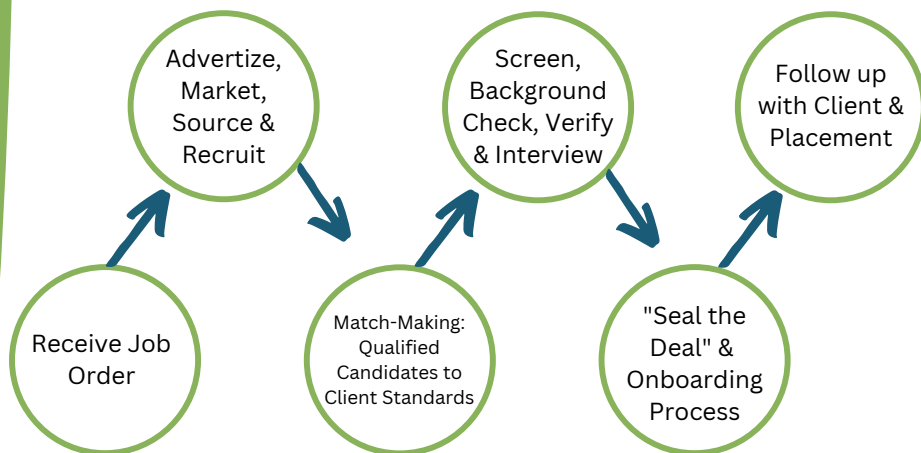 Receive Job
Order
Advertize,
Market,
Source &
Recruit
Match-Making:
Qualified
Candidates to
Client Standards
Screen,
Background
Check, Verify
& Interview
"Seal the
Deal" &
Onboarding
Process
Follow up
with Client &
Placement